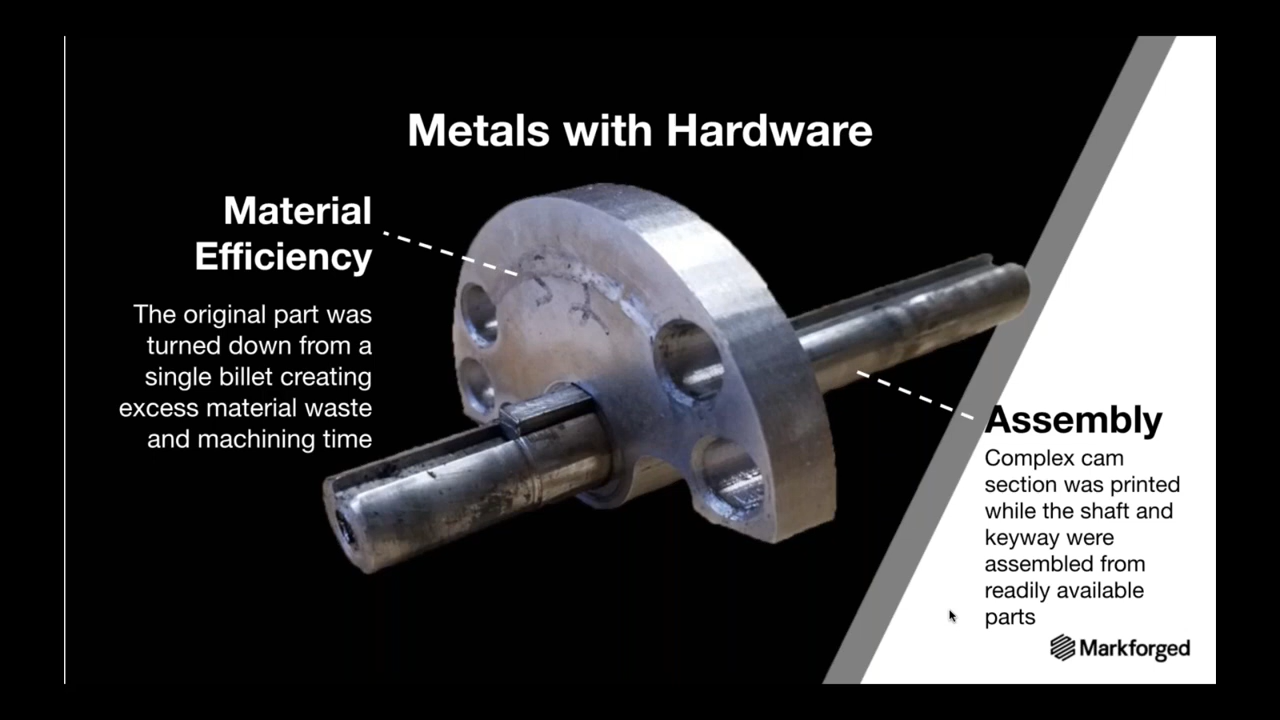 Metals with Hardware
Material
Efficiency
The original part was
turned down from a
single billet creating
excess material waste
and machining time
Assembly
Complex cam
section was printed
while the shaft and
keyway were
assembled from
readily available
parts
Markforged